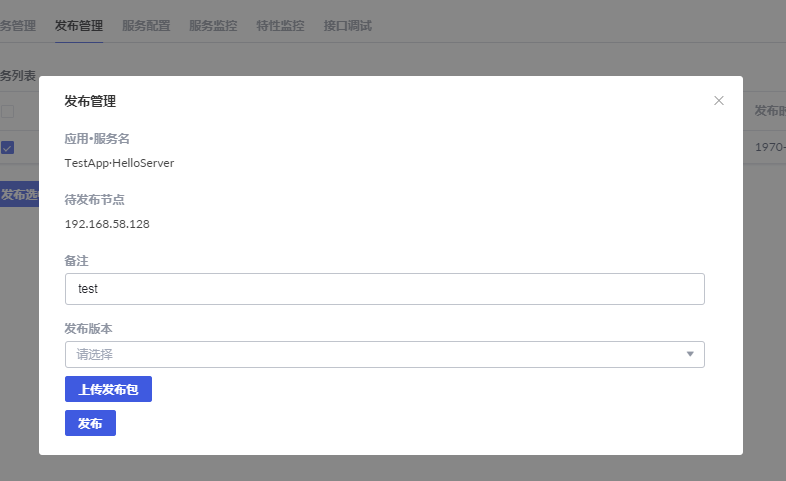 务管理 发布管理 服务配置 服务监控 特性监控 接口调试
务列表
发布管理
发布时
应用·服务名
1970-
TestApp·HelloServer
发布选
待发布节点
192.168.58.128
备注
test
发布版本
请选择
上传发布包
发布